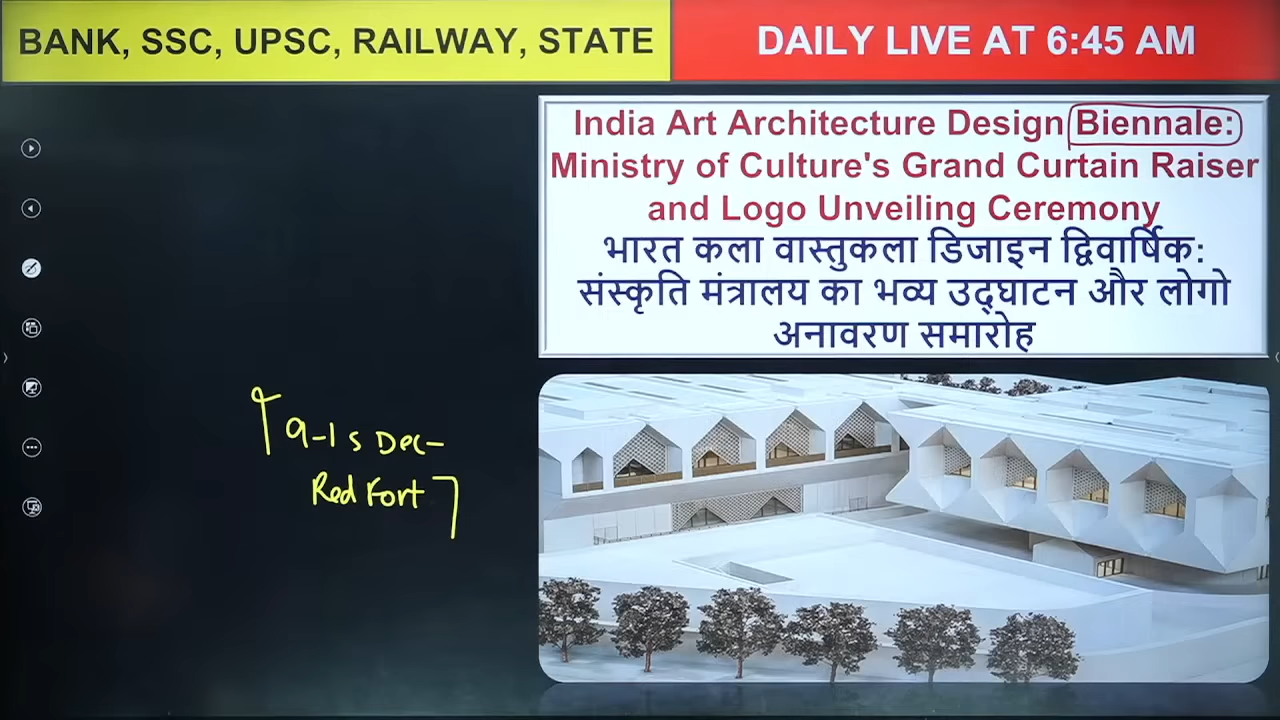 BANK, SSC, UPSC, RAILWAY, STATE
DAILY LIVE AT 6:45 AM
India Art Architecture Design Biennale:
Ministry of Culture's Grand Curtain Raiser
and Logo Unveiling Ceremony
भारत कला वास्तुकला डिजाइन द्विवार्षिक:
संस्कृति मंत्रालय का भव्य उद्घाटन और लोगो
अनावरण समारोह
9-15 Dec-
Red Fort